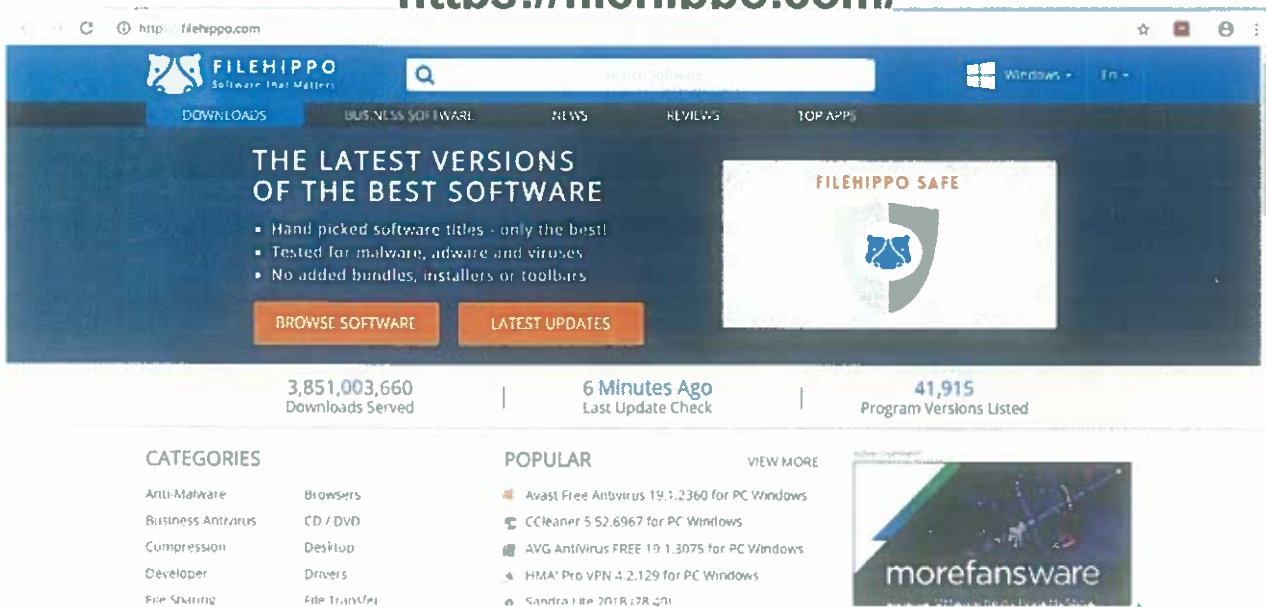 https://filehippo.com/
filehippo.com
FILEHIPPO
Software That Matters
Search Software
Windows
En
DOWNLOADS
BUSINESS SOFTWARE
NEWS
REVIEWS
TOP APPS
THE LATEST VERSIONS
OF THE BEST SOFTWARE
Hand picked software titles - only the best!
Tested for malware, adware and viruses
No added bundles, installers or toolbars
BROWSE SOFTWARE
LATEST UPDATES
FILEHIPPO SAFE
3,851,003,660
Downloads Served
6 Minutes Ago
Last Update Check
41,915
Program Versions Listed
CATEGORIES
Anti-Malware
Business Antivirus
Compression
Developer
File Sharing
Browsers
CD / DVD
Desktop
Drivers
File Transfer
POPULAR
VIEW MORE
Avast Free Antivirus 19.1.2360 for PC Windows
CCleaner 5.52.6967 for PC Windows
AVG AntiVirus FREE 19.1.3075 for PC Windows
HMA! Pro VPN 4.2.129 for PC Windows
Sandra Lite 2018 (28.40)
Advertisement
morefansware